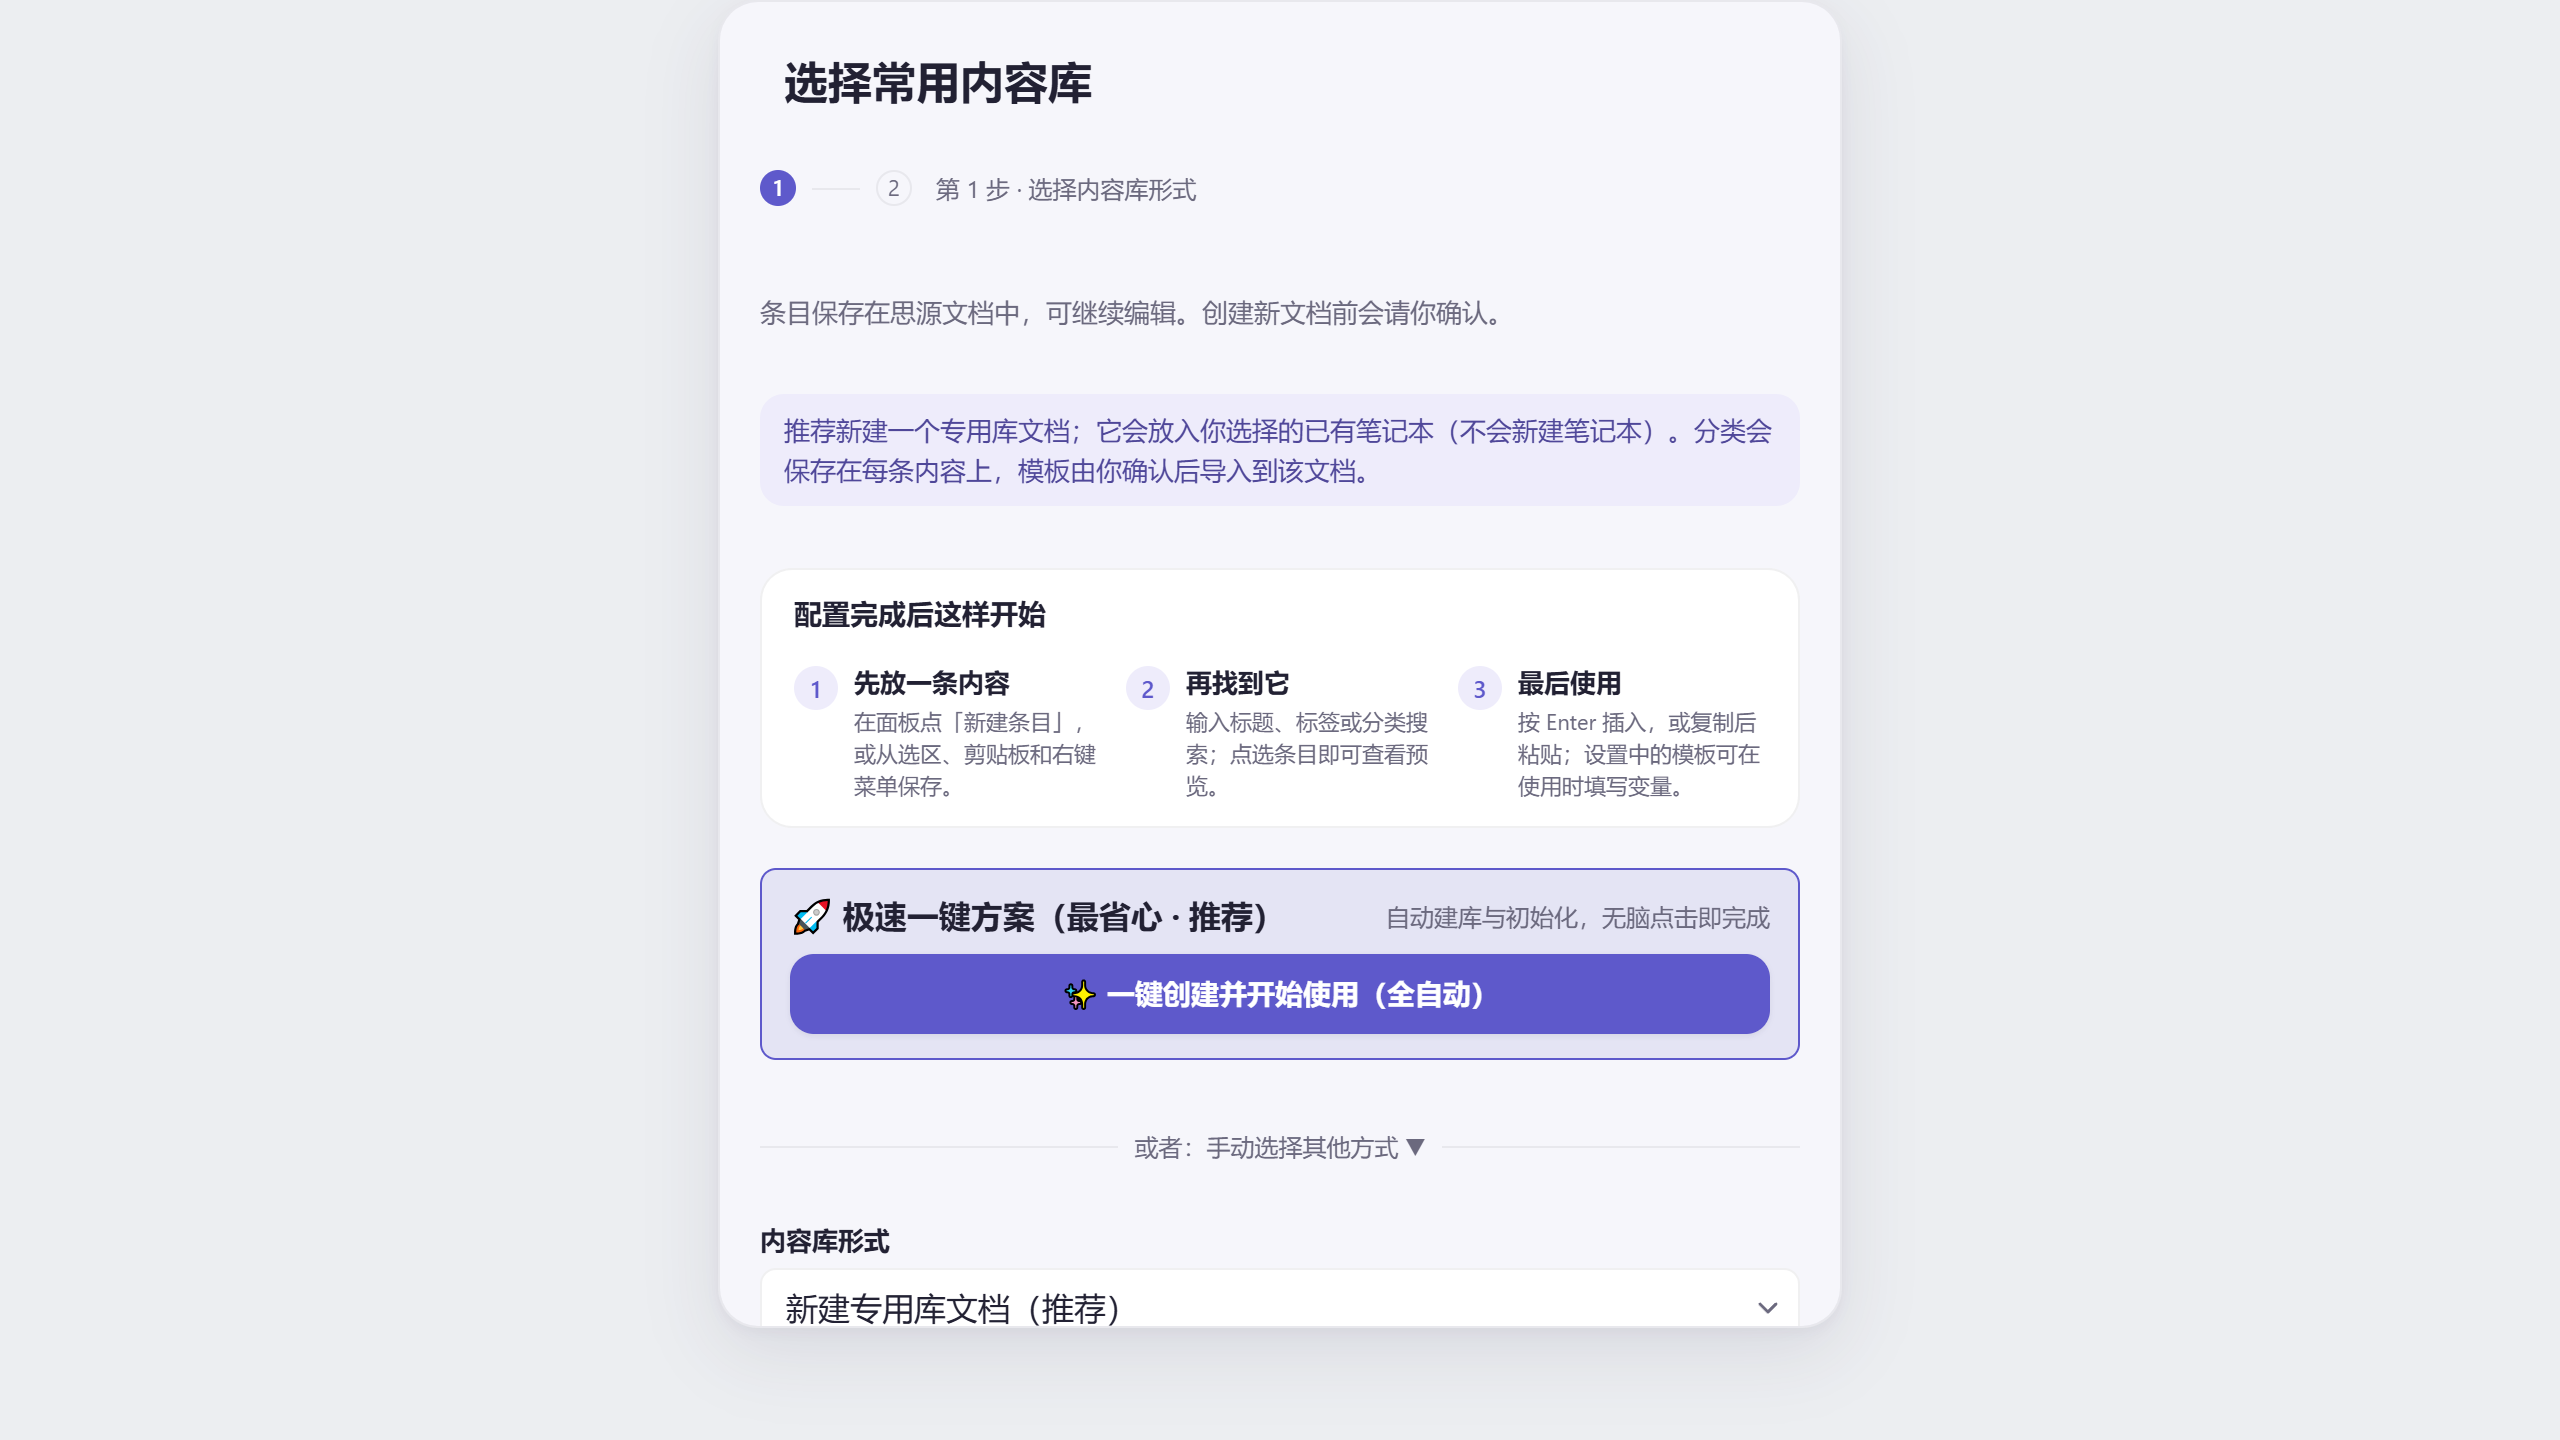 选择常用内容库
1 2 第 1 步 · 选择内容库形式
条目保存在思源文档中，可继续编辑。创建新文档前会请你确认。
推荐新建一个专用库文档；它会放入你选择的已有笔记本（不会新建笔记本）。分类会
保存在每条内容上，模板由你确认后导入到该文档。
配置完成后这样开始
1 先放一条内容
在面板点「新建条目」，
或从选区、剪贴板和右键
菜单保存。
2 再找到它
输入标题、标签或分类搜
索；点选条目即可查看预
览。
3 最后使用
按 Enter 插入，或复制后
粘贴；设置中的模板可在
使用时填写变量。
🚀 极速一键方案（最省心 · 推荐） 自动建库与初始化，无脑点击即完成
✨ 一键创建并开始使用（全自动）
或者：手动选择其他方式 ▼
内容库形式
新建专用库文档（推荐）